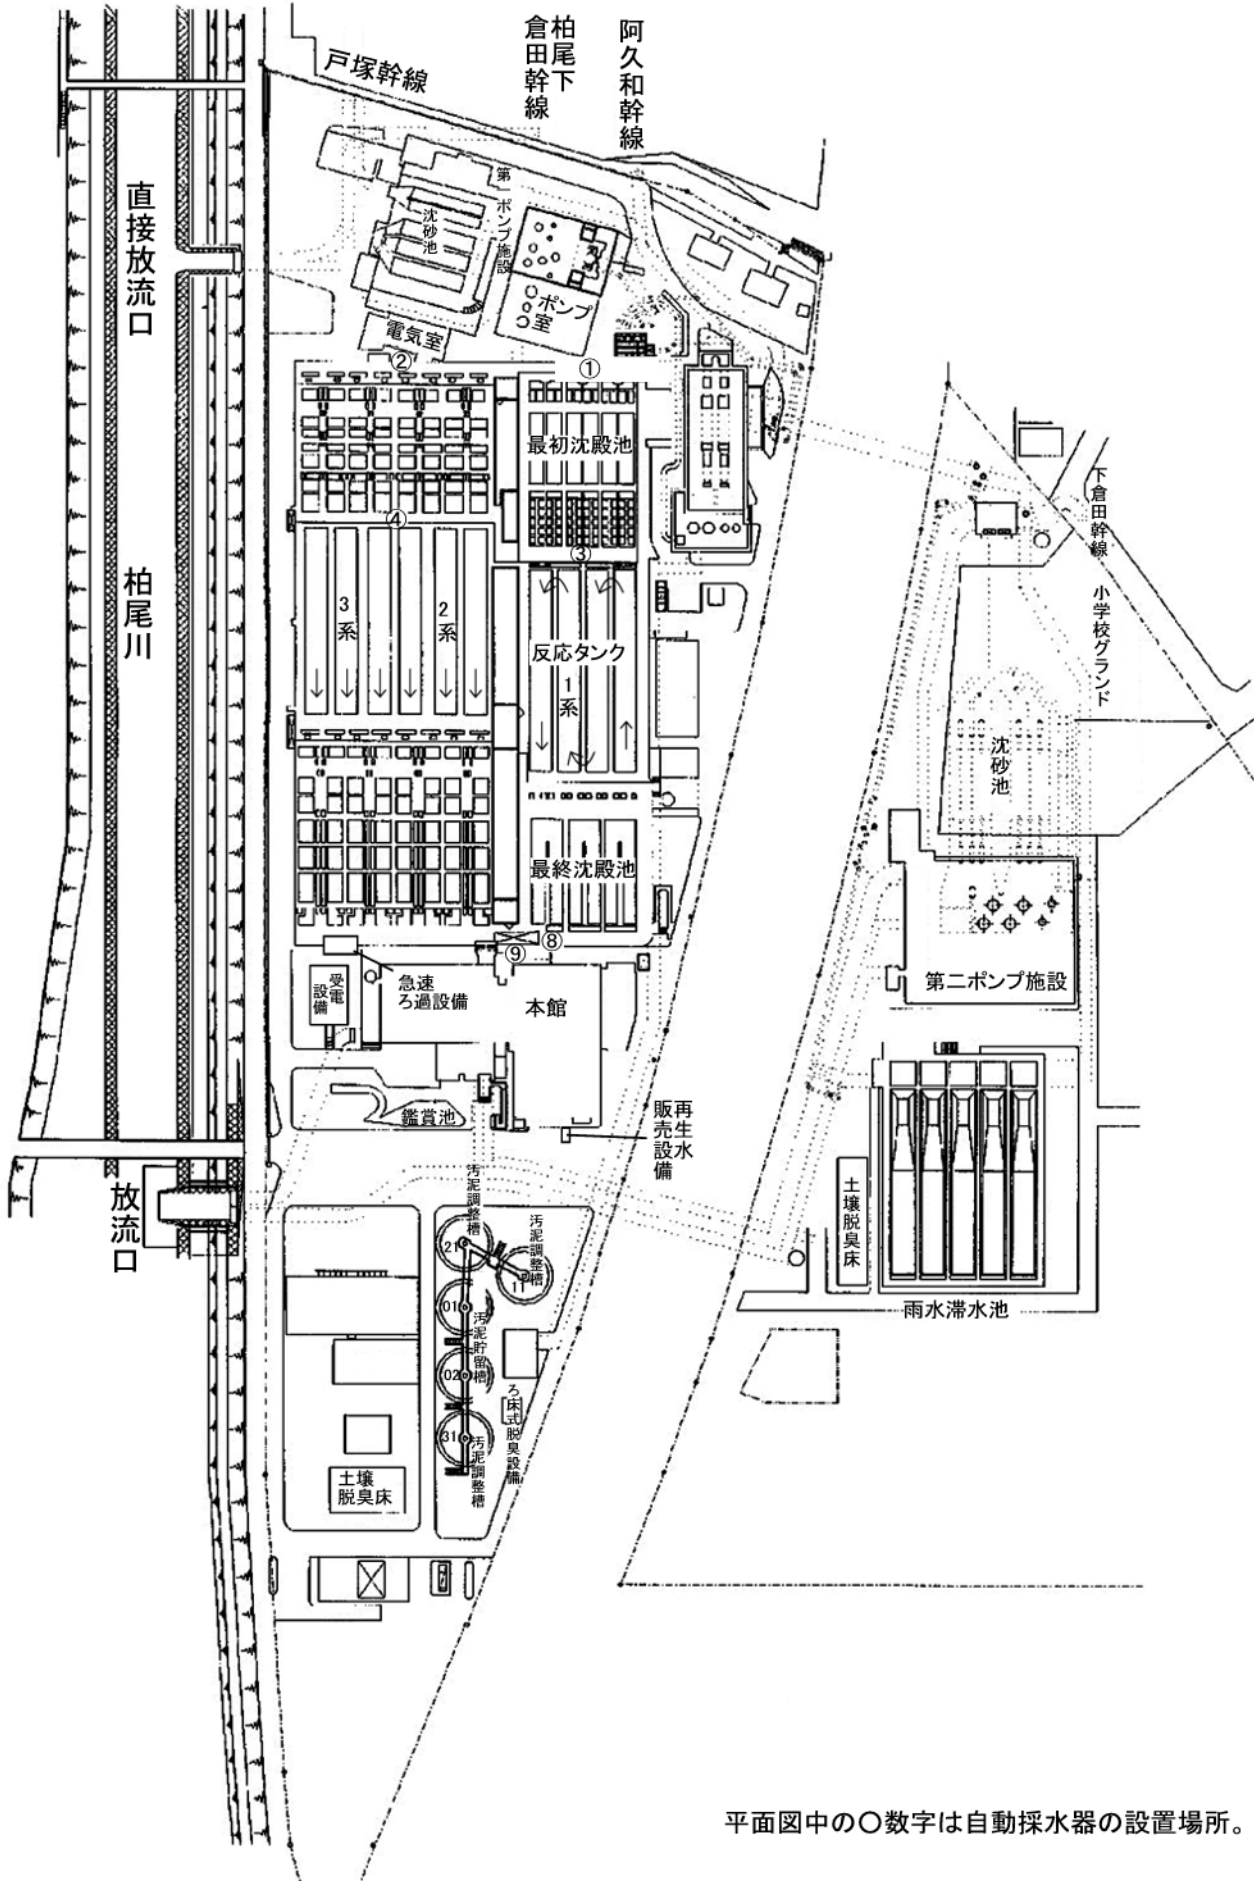 戸塚幹線
柏尾下
倉田幹線
阿久和幹線
直接放流口
沈砂池
第一ポンプ施設
ポンプ
室
電気室
②
①
最初沈殿池
④
③
下倉田幹線
小学校グランド
柏尾川
3系
2系
反応タンク
1系
沈砂池
最終沈殿池
⑧
⑨
受電
設備
急速
ろ過設備
本館
第二ポンプ施設
鑑賞池
再生水
販売設備
放流口
汚泥調整槽
汚泥調整槽
21
11
01
汚泥貯留槽
02
31
汚泥調整槽
ろ床式脱臭設備
土壌
脱臭床
土壌脱臭床
雨水滞水池
平面図中の〇数字は自動採水器の設置場所。